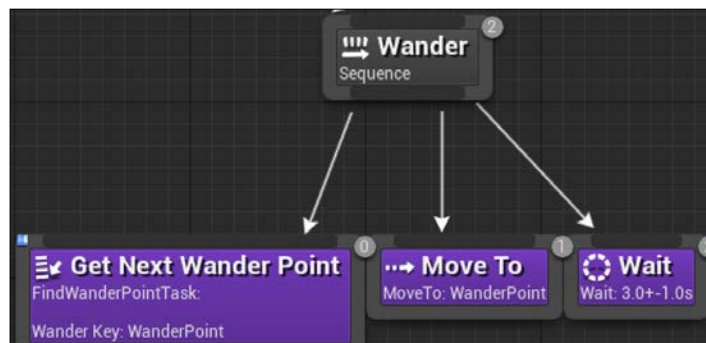 Wander
2
Sequence
Get Next Wander Point
0
FindWanderPointTask:
Wander Key: WanderPoint
Move To
1
MoveTo: WanderPoint
Wait
Wait: 3.0+-1.0s